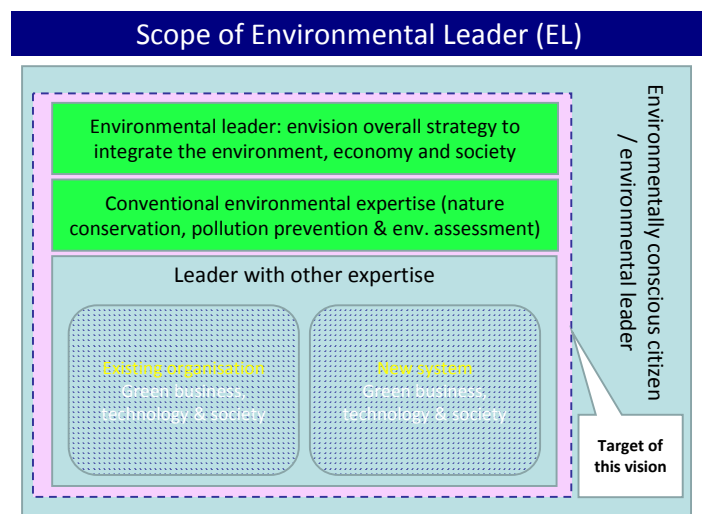 Scope of Environmental Leader (EL)
Environmental leader: envision overall strategy to
integrate the environment, economy and society
Conventional environmental expertise (nature
conservation, pollution prevention & env. assessment)
Leader with other expertise
Existing organisation
Green business,
technology & society
New system
Green business,
technology & society
Environmentally conscious citizen
/ environmental leader
Target of
this vision